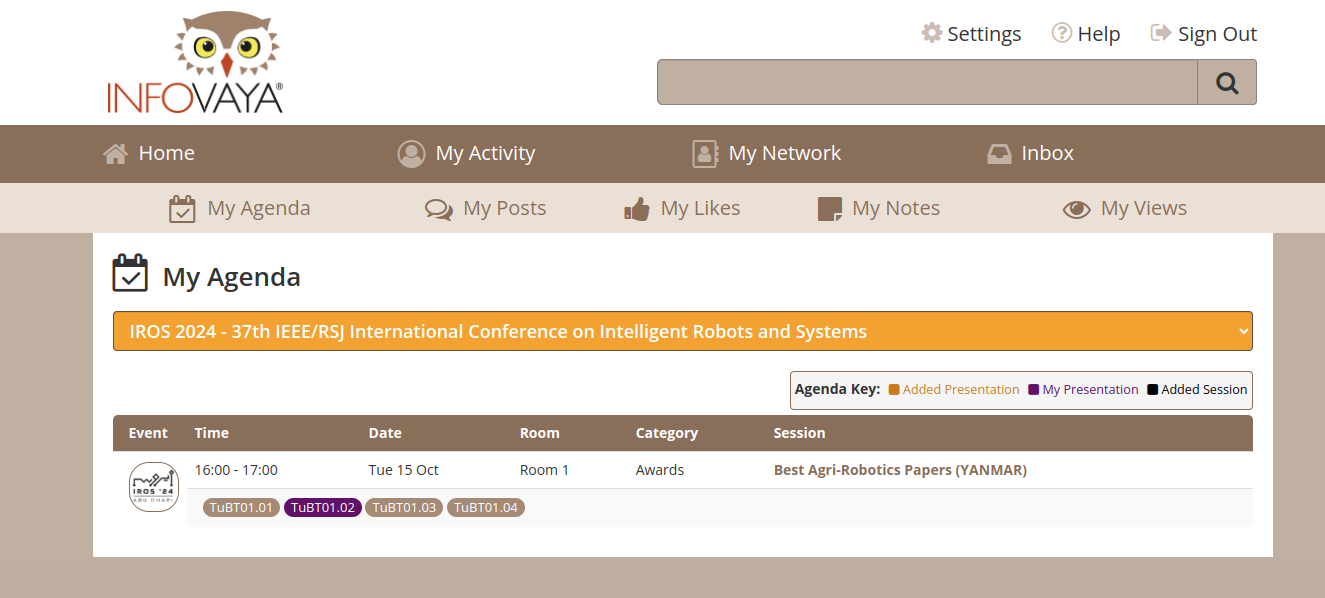 Settings Help Sign Out
INFOVAYA®
Home My Activity My Network Inbox
My Agenda My Posts My Likes My Notes My Views
My Agenda
IROS 2024 - 37th IEEE/RSJ International Conference on Intelligent Robots and Systems
Agenda Key: Added Presentation My Presentation Added Session
Event Time Date Room Category Session
16:00 - 17:00 Tue 15 Oct Room 1 Awards Best Agri-Robotics Papers (YANMAR)
IROS '24
ABU DHABI
TuBT01.01 TuBT01.02 TuBT01.03 TuBT01.04